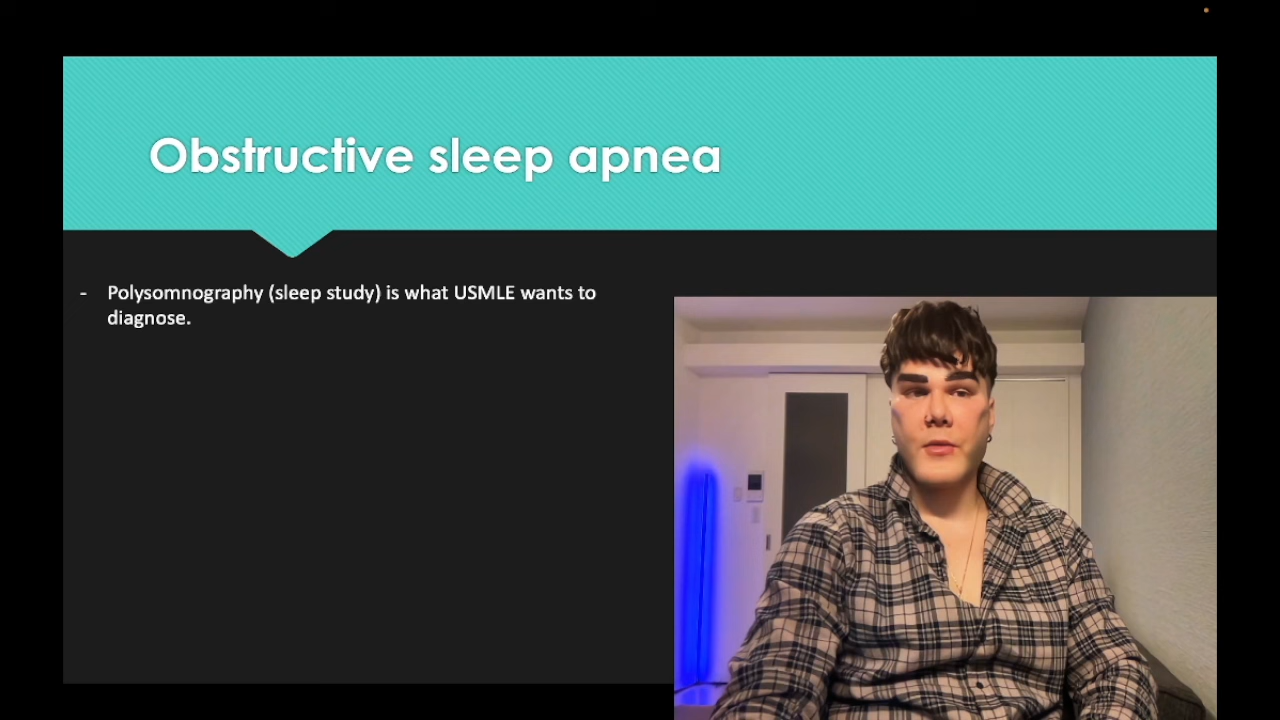 Obstructive sleep apnea
- Polysomnography (sleep study) is what USMLE wants to
diagnose.